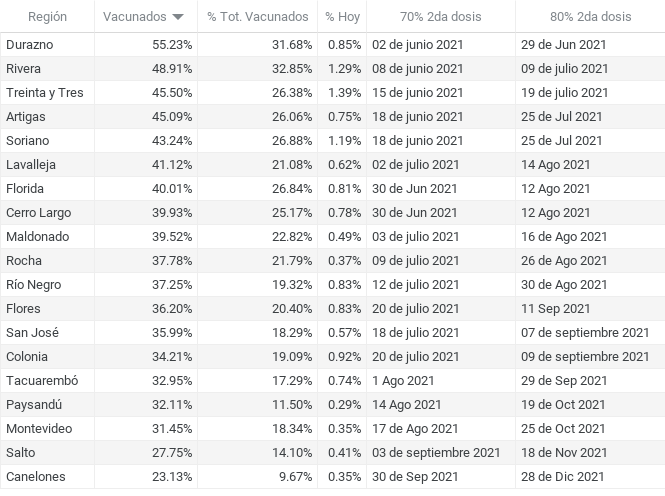 Región Vacunados % Tot. Vacunados % Hoy 70% 2da dosis 80% 2da dosis
Durazno 55.23% 31.68% 0.85% 02 de junio 2021 29 de Jun 2021
Rivera 48.91% 32.85% 1.29% 08 de junio 2021 09 de julio 2021
Treinta y Tres 45.50% 26.38% 1.39% 15 de junio 2021 19 de julio 2021
Artigas 45.09% 26.06% 0.75% 18 de junio 2021 25 de Jul 2021
Soriano 43.24% 26.88% 1.19% 18 de junio 2021 25 de Jul 2021
Lavalleja 41.12% 21.08% 0.62% 02 de julio 2021 14 Ago 2021
Florida 40.01% 26.84% 0.81% 30 de Jun 2021 12 Ago 2021
Cerro Largo 39.93% 25.17% 0.78% 30 de Jun 2021 12 Ago 2021
Maldonado 39.52% 22.82% 0.49% 03 de julio 2021 16 de Ago 2021
Rocha 37.78% 21.79% 0.37% 09 de julio 2021 26 de Ago 2021
Río Negro 37.25% 19.32% 0.83% 12 de julio 2021 30 de Ago 2021
Flores 36.20% 20.40% 0.83% 20 de julio 2021 11 Sep 2021
San José 35.99% 18.29% 0.57% 18 de julio 2021 07 de septiembre 2021
Colonia 34.21% 19.09% 0.92% 20 de julio 2021 09 de septiembre 2021
Tacuarembó 32.95% 17.29% 0.74% 1 Ago 2021 29 de Sep 2021
Paysandú 32.11% 11.50% 0.29% 14 Ago 2021 19 de Oct 2021
Montevideo 31.45% 18.34% 0.35% 17 de Ago 2021 25 de Oct 2021
Salto 27.75% 14.10% 0.41% 03 de septiembre 2021 18 de Nov 2021
Canelones 23.13% 9.67% 0.35% 30 de Sep 2021 28 de Dic 2021